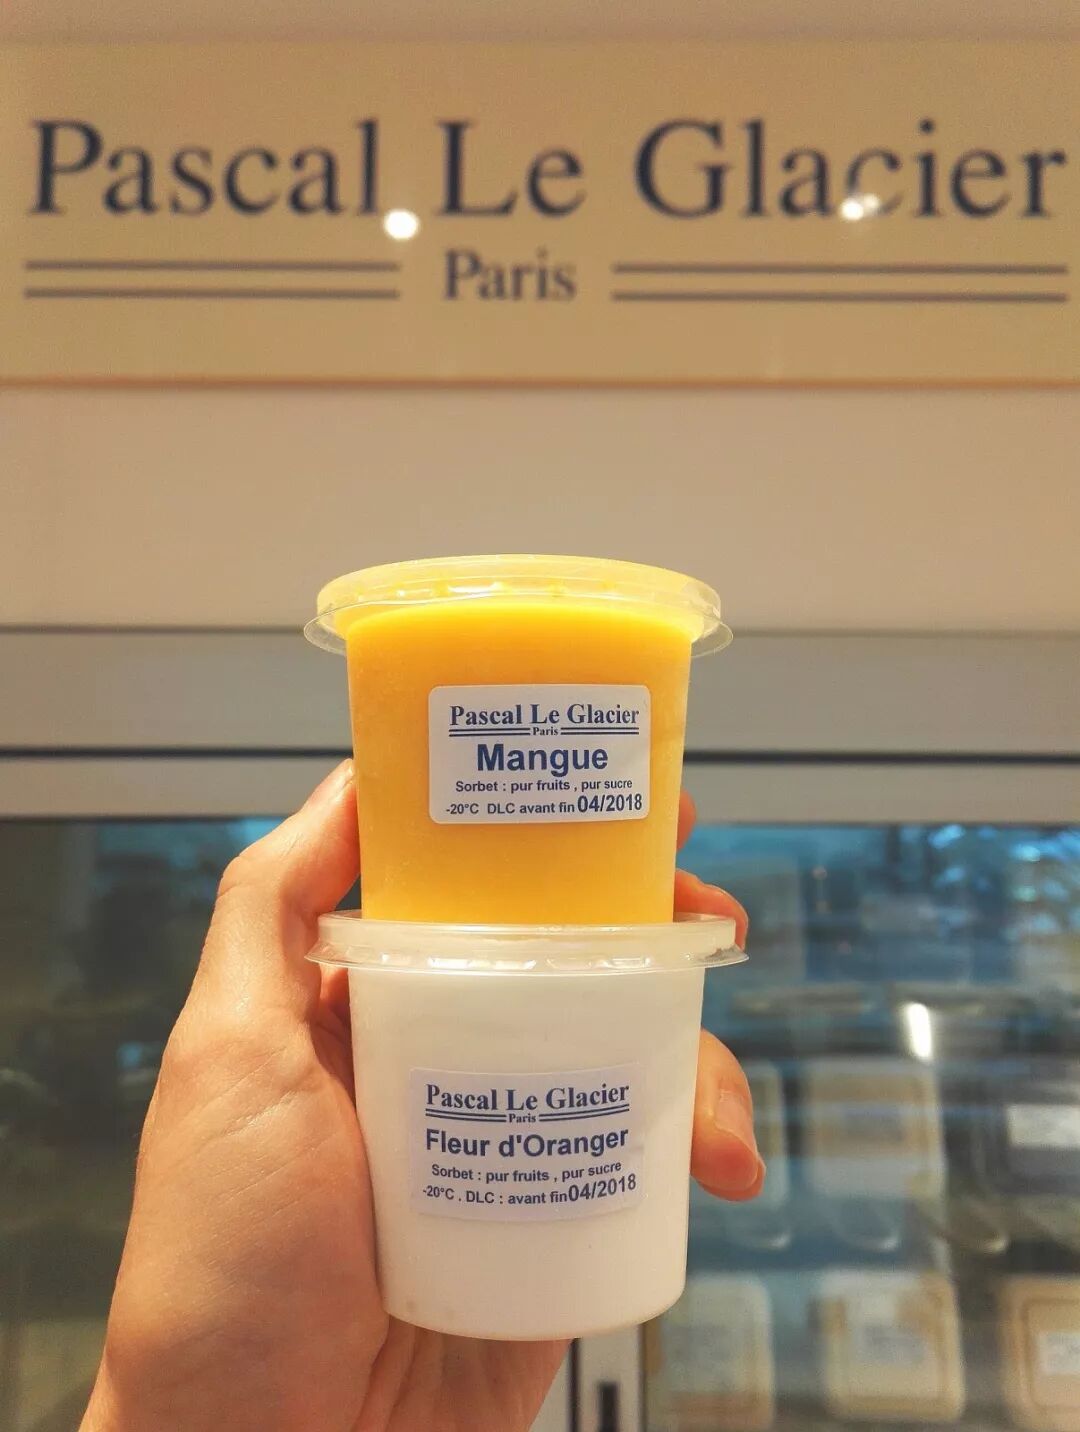 Pascal Le Glacier
Paris
Pascal Le Glacier
Paris
Mangue
Sorbet : pur fruits , pur sucre
-20°C DLC avant fin 04/2018
Pascal Le Glacier
Paris
Fleur d'Oranger
Sorbet : pur fruits , pur sucre
-20°C . DLC : avant fin 04/2018